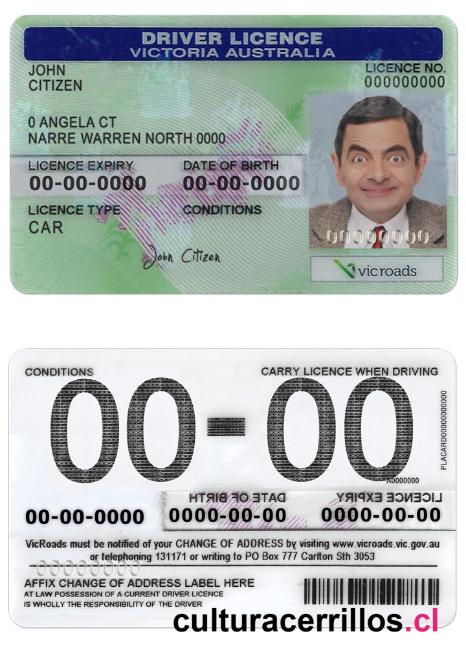 DRIVER LICENCE
VICTORIA AUSTRALIA
JOHN
CITIZEN
LICENCE NO.
000000000
0 ANGELA CT
NARRE WARREN NORTH 0000
LICENCE EXPIRY DATE OF BIRTH
00-00-0000 00-00-0000
LICENCE TYPE CONDITIONS
CAR
John Citizen
00000000
vicroads
CONDITIONS CARRY LICENCE WHEN DRIVING
00-00
A0000000
DATE OF BIRTH LICENCE EXPIRY
00-00-0000 0000-00-00 0000-00-00
VicRoads must be notified of your CHANGE OF ADDRESS by visiting www.vicroads.vic.gov.au
or telephoning 131171 or writing to PO Box 777 Carlton Sth 3053
00000000
AFFIX CHANGE OF ADDRESS LABEL HERE
AT LAW POSSESSION OF A CURRENT DRIVER LICENCE
IS WHOLLY THE RESPONSIBILITY OF THE DRIVER
culturacerrillos.cl